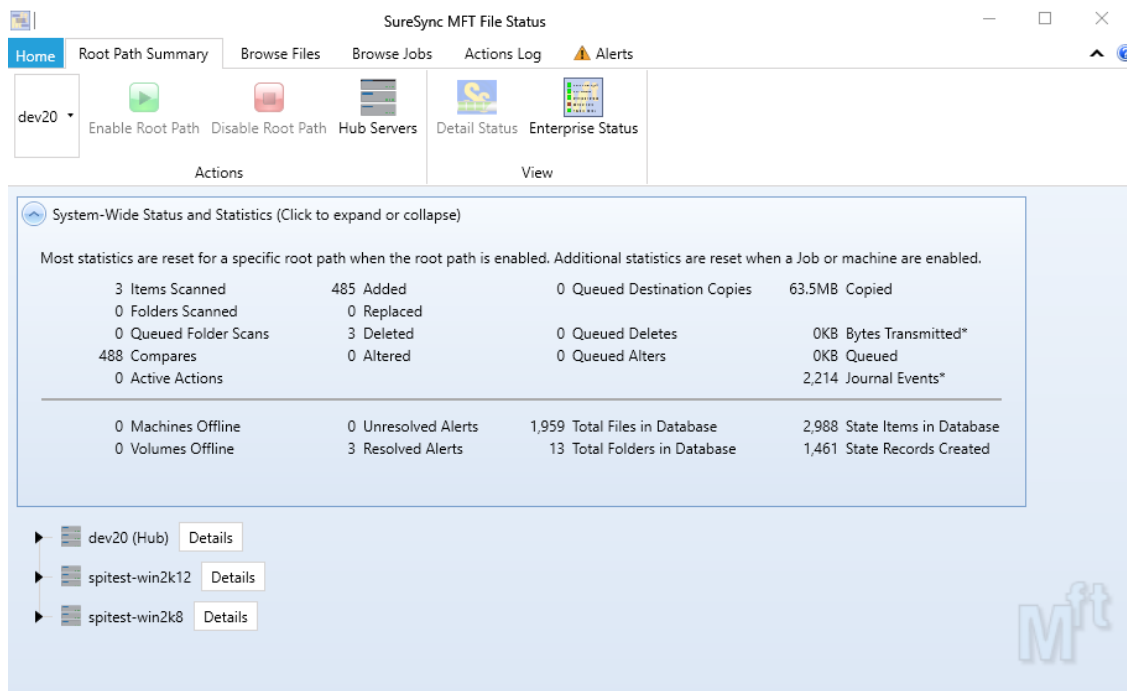 SureSync MFT File Status
Home Root Path Summary Browse Files Browse Jobs Actions Log Alerts
dev20 Enable Root Path Disable Root Path Hub Servers Detail Status Enterprise Status
Actions View
System-Wide Status and Statistics (Click to expand or collapse)
Most statistics are reset for a specific root path when the root path is enabled. Additional statistics are reset when a Job or machine are enabled.
3 Items Scanned 485 Added 0 Queued Destination Copies 63.5MB Copied
0 Folders Scanned 0 Replaced
0 Queued Folder Scans 3 Deleted 0 Queued Deletes 0KB Bytes Transmitted*
488 Compares 0 Altered 0 Queued Alters 0KB Queued
0 Active Actions 2,214 Journal Events*
0 Machines Offline 0 Unresolved Alerts 1,959 Total Files in Database 2,988 State Items in Database
0 Volumes Offline 3 Resolved Alerts 13 Total Folders in Database 1,461 State Records Created
dev20 (Hub) Details
spitest-win2k12 Details
spitest-win2k8 Details
Mft